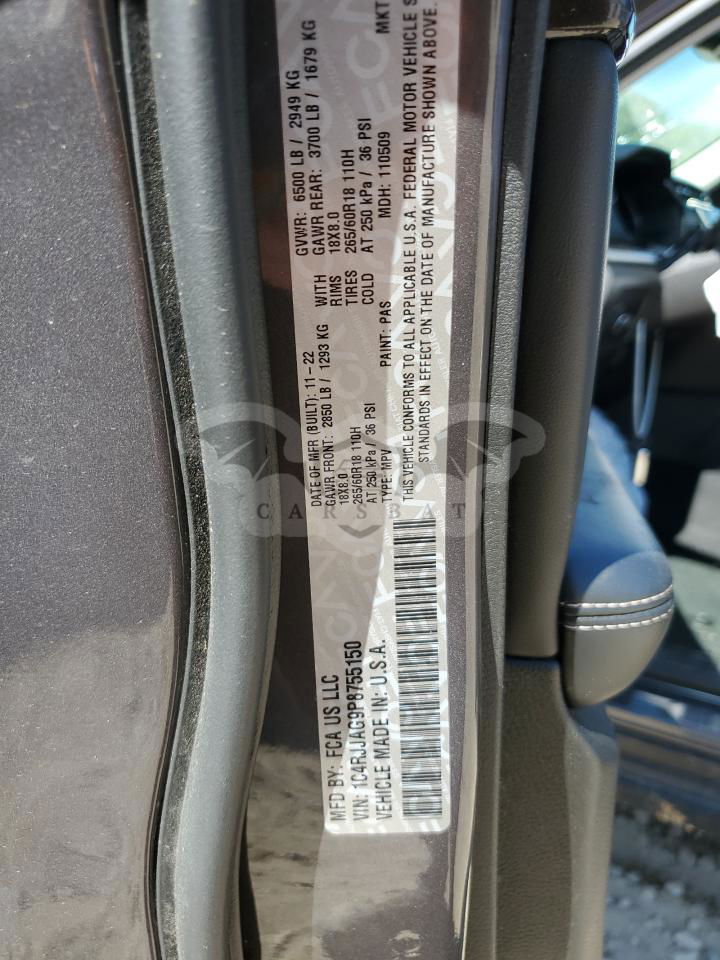 MFD BY: FCA US LLC
DATE OF MFR (BUILT): 11-22
GVWR: 6500 LB / 2949 KG
GAWR FRONT: 2850 LB / 1293 KG
WITH
GAWR REAR: 3700 LB / 1679 KG
18X8.0
RIMS
18X8.0
265/60R18 110H
TIRES
265/60R18 110H
AT 250 kPa / 36 PSI
COLD
AT 250 kPa / 36 PSI
VIN: 1C4RJJAG9P8755150
TYPE: MPV
PAINT: PAS
MDH: 110509
MKT
VEHICLE MADE IN: U.S.A.
THIS VEHICLE CONFORMS TO ALL APPLICABLE U.S.A. FEDERAL MOTOR VEHICLE S
STANDARDS IN EFFECT ON THE DATE OF MANUFACTURE SHOWN ABOVE.
CARSBAT